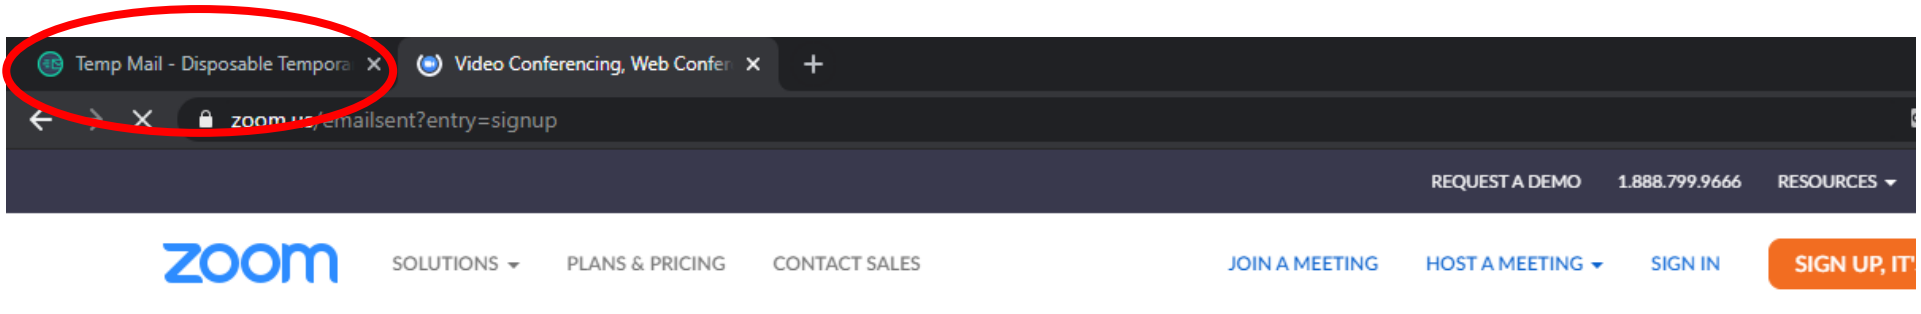 Temp Mail - Disposable Tempora
Video Conferencing, Web Confer
zoom.us/emailsent?entry=signup
REQUEST A DEMO 1.888.799.9666 RESOURCES
zoom SOLUTIONS PLANS & PRICING CONTACT SALES JOIN A MEETING HOST A MEETING SIGN IN SIGN UP, IT'